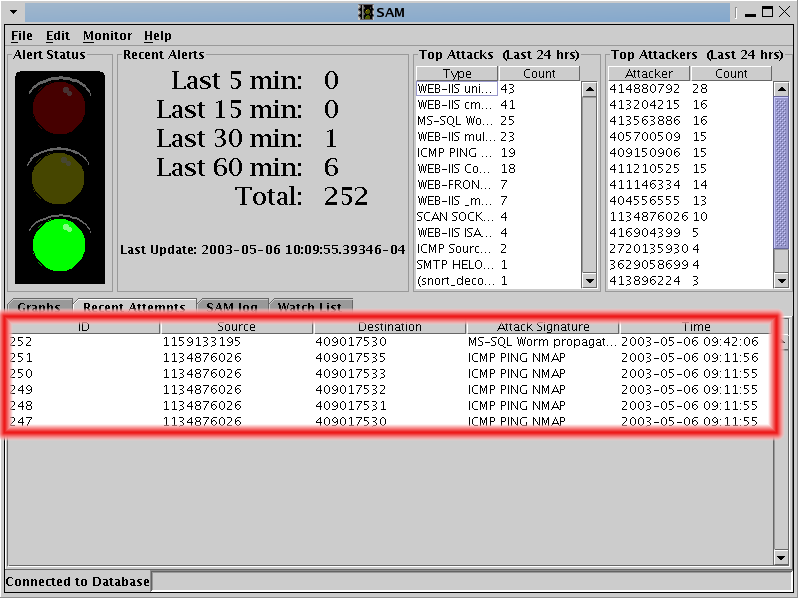 SAM
File Edit Monitor Help
Alert Status
Recent Alerts
Last 5 min: 0
Last 15 min: 0
Last 30 min: 1
Last 60 min: 6
Total: 252
Last Update: 2003-05-06 10:09:55.39346-04
Top Attacks (Last 24 hrs)
Type Count
WEB-IIS uni... 43
WEB-IIS cm... 41
MS-SQL Wo... 25
WEB-IIS mul... 23
ICMP PING ... 19
WEB-IIS Co... 18
WEB-FRON... 7
WEB-IIS _m... 7
SCAN SOCK... 4
WEB-IIS ISA... 4
ICMP Sourc... 2
SMTP HELO... 1
(snort_deco... 1
Top Attackers (Last 24 hrs)
Attacker Count
414880792 28
413204215 16
413563886 16
405700509 15
409150906 15
411210525 15
411146334 14
404556555 13
1134876026 10
416904399 5
2720135930 4
3629058699 4
413896224 3
Graphs Recent Attempts SAM log Watch List
ID Source Destination Attack Signature Time
252 1159133195 409017530 MS-SQL Worm propagat... 2003-05-06 09:42:06
251 1134876026 409017535 ICMP PING NMAP 2003-05-06 09:11:56
250 1134876026 409017533 ICMP PING NMAP 2003-05-06 09:11:55
249 1134876026 409017532 ICMP PING NMAP 2003-05-06 09:11:55
248 1134876026 409017531 ICMP PING NMAP 2003-05-06 09:11:55
247 1134876026 409017530 ICMP PING NMAP 2003-05-06 09:11:55
Connected to Database